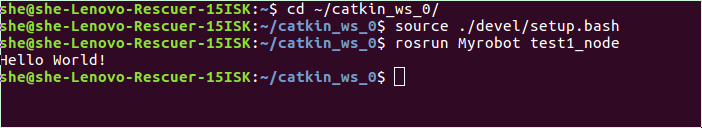 she@she-Lenovo-Rescuer-15ISK:~$ cd ~/catkin_ws_0/
she@she-Lenovo-Rescuer-15ISK:~/catkin_ws_0$ source ./devel/setup.bash
she@she-Lenovo-Rescuer-15ISK:~/catkin_ws_0$ rosrun Myrobot test1_node
Hello World!
she@she-Lenovo-Rescuer-15ISK:~/catkin_ws_0$